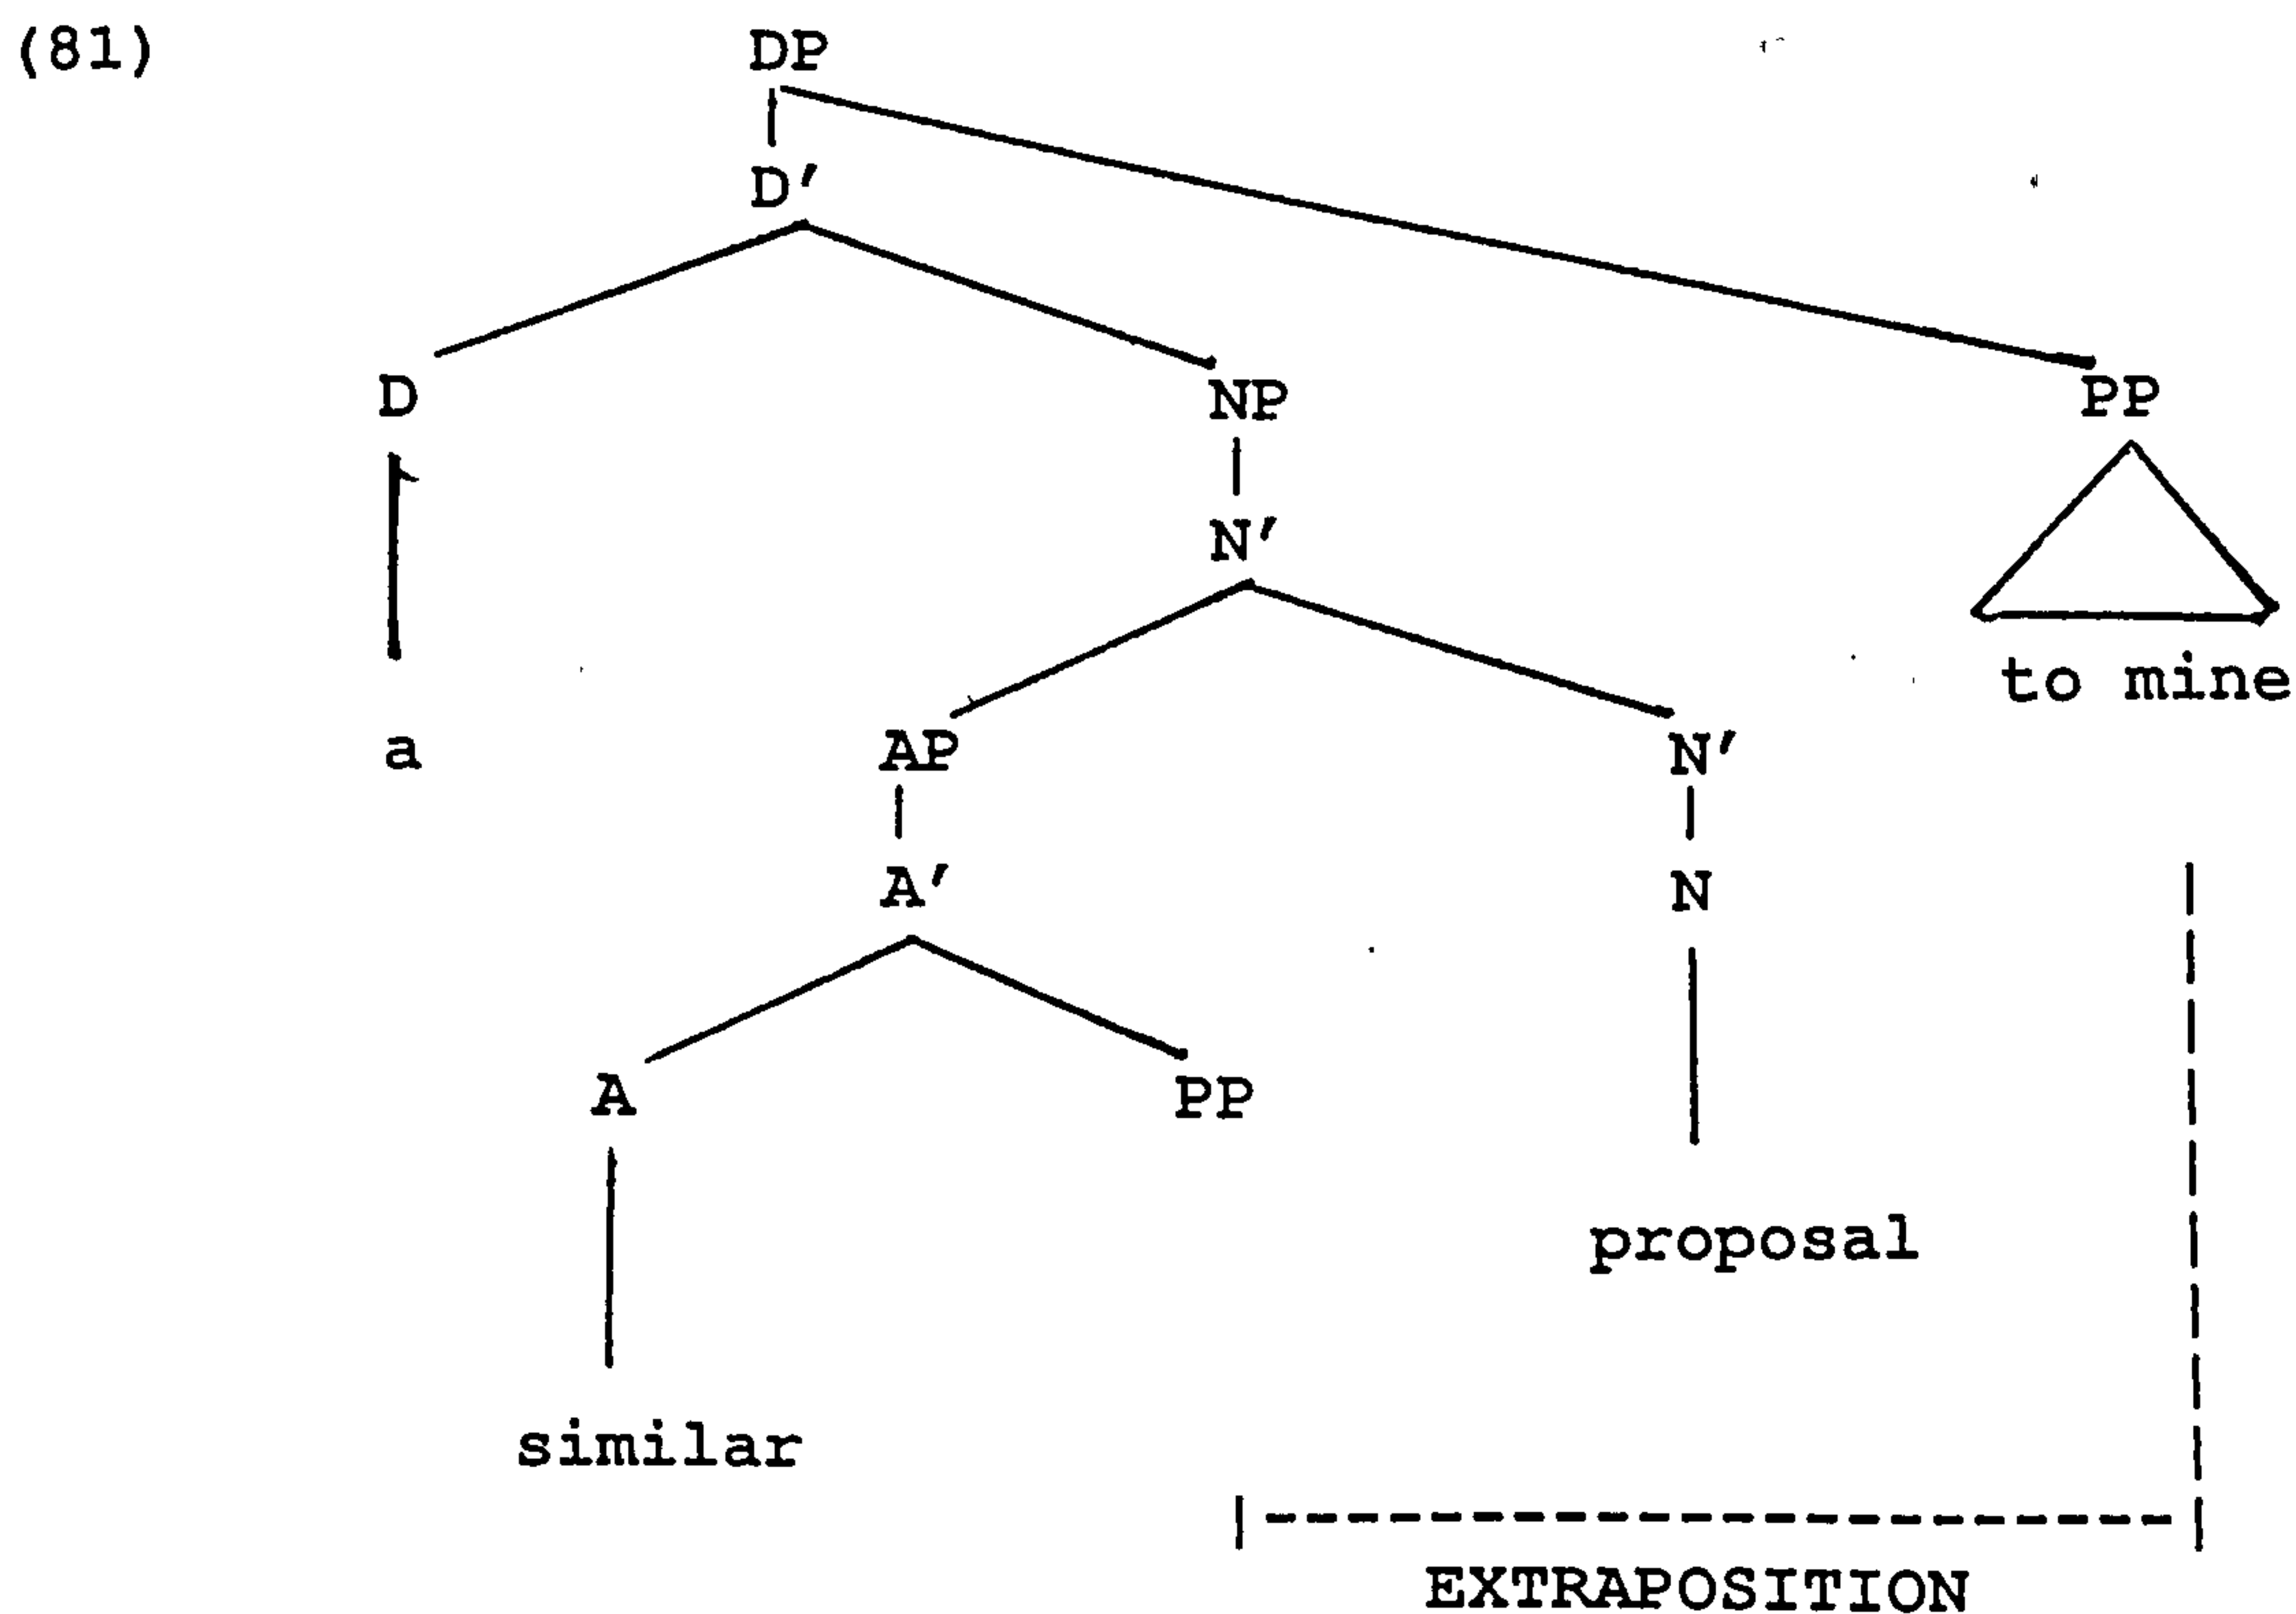 (81) DP
D′
D NP PP
N′
to mine
a AP N′
A′ N
A PP
proposal
similar
EXTRAPOSITION